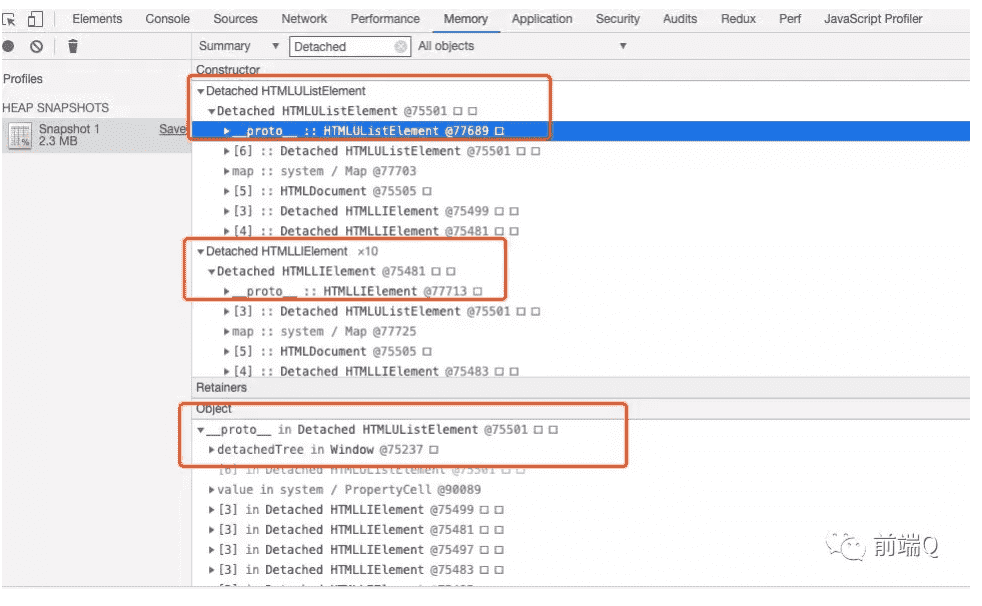 Elements Console Sources Network Performance Memory Application Security Audits Redux Perf JavaScript Profiler
Summary ▼ Detached All objects ▼
Profiles
HEAP SNAPSHOTS
Snapshot 1 Save
2.3 MB
Constructor
▼Detached HTMLUListElement
▼Detached HTMLUListElement @75501 □ □
▶__proto__ :: HTMLUListElement @77689 □
▶[6] :: Detached HTMLUListElement @75501 □ □
▶map :: system / Map @77703
▶[5] :: HTMLDocument @75505 □
▶[3] :: Detached HTMLLIElement @75499 □ □
▶[4] :: Detached HTMLLIElement @75481 □ □
▼Detached HTMLLIElement ×10
▼Detached HTMLLIElement @75481 □ □
▶__proto__ :: HTMLLIElement @77713 □
▶[3] :: Detached HTMLUListElement @75501 □ □
▶map :: system / Map @77725
▶[5] :: HTMLDocument @75505 □
▶[4] :: Detached HTMLLIElement @75483 □ □
Retainers
Object
▼__proto__ in Detached HTMLUListElement @75501 □ □
▶detachedTree in Window @75237 □
[6] in Detached HTMLUListElement @75501 □ □
▶value in system / PropertyCell @90089
▶[3] in Detached HTMLLIElement @75499 □ □
▶[3] in Detached HTMLLIElement @75481 □ □
▶[3] in Detached HTMLLIElement @75497 □ □
▶[3] in Detached HTMLLIElement @75483 □ □
前端Q